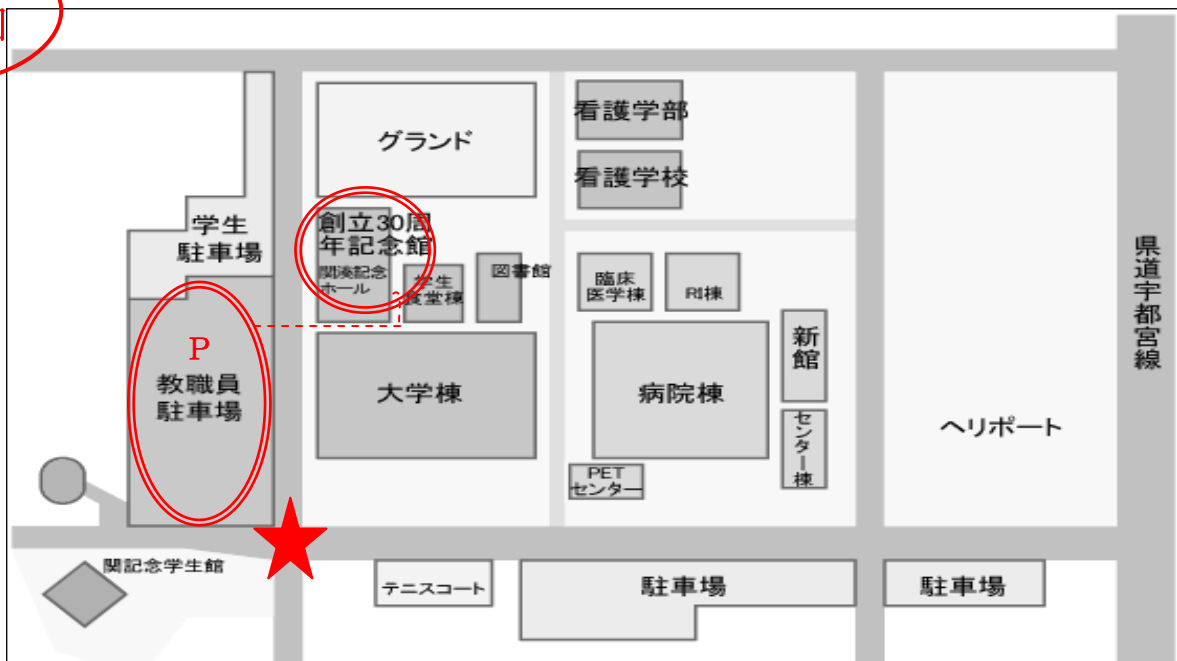 グランド
看護学部
看護学校
学生
駐車場
創立30周
年記念館
関湊記念
ホール
学生
食堂棟
図書館
臨床
医学棟
RI棟
新館
県道宇都宮線
P
教職員
駐車場
大学棟
病院棟
センター棟
ヘリポート
PET
センター
関記念学生館
テニスコート
駐車場
駐車場